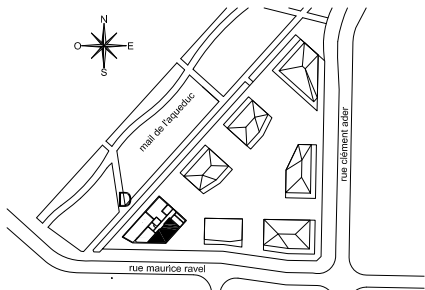 N
O E
S
mail de l'aqueduc
rue clément ader
D
rue maurice ravel